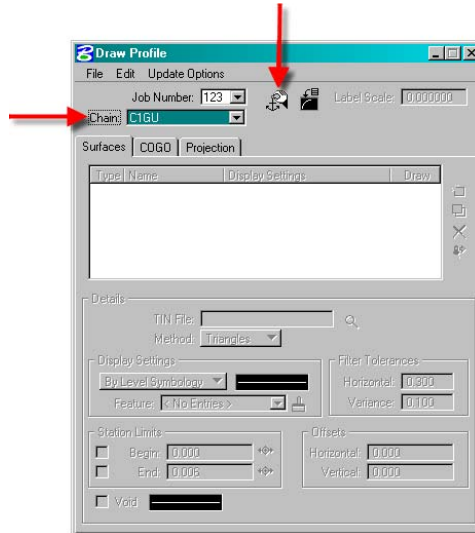 Draw Profile
File Edit Update Options
Job Number: 123 Label Scale: 0.000000
Chain: C1GU
Surfaces COGO Projection
Type Name Display Settings Draw
Details
TIN File:
Method: Triangles
Display Settings Filter Tolerances
By Level Symbology Horizontal: 0.300
Feature: < No Entries > Variance: 0.100
Station Limits Offsets
Begin: 0.000 Horizontal: 0.000
End: 0.006 Vertical: 0.000
Void